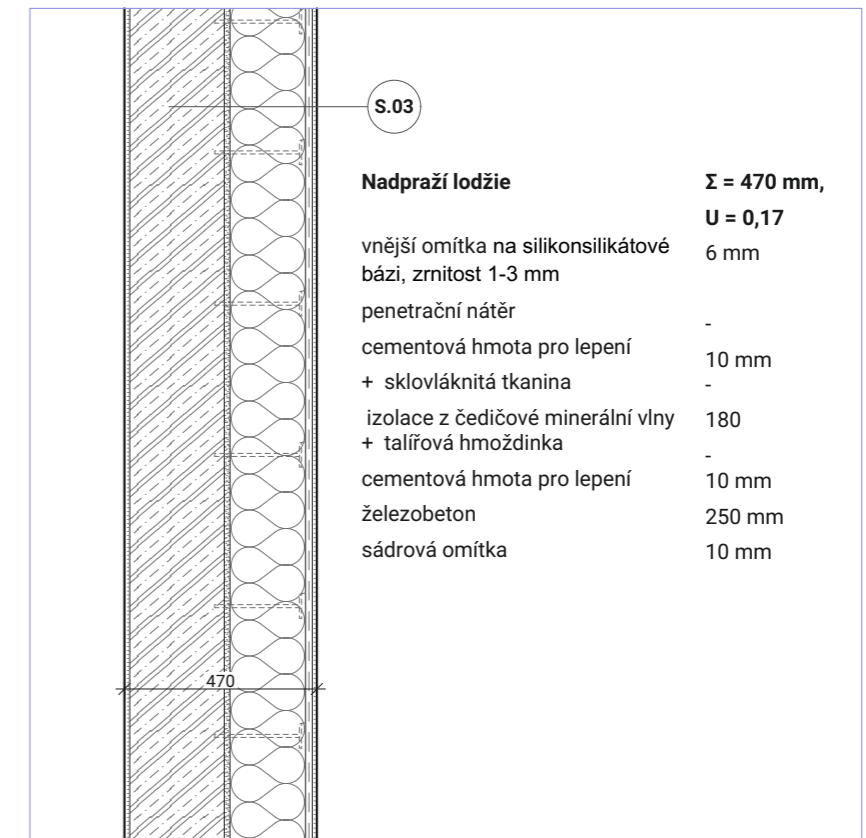 S.03
Nadpraží lodžie Σ = 470 mm,
U = 0,17
vnější omítka na silikonsilikátové 6 mm
bázi, zrnitost 1-3 mm
penetrační nátěr -
cementová hmota pro lepení 10 mm
+ sklovláknitá tkanina -
izolace z čedičové minerální vlny 180
+ talířová hmoždinka -
cementová hmota pro lepení 10 mm
železobeton 250 mm
sádrová omítka 10 mm
470